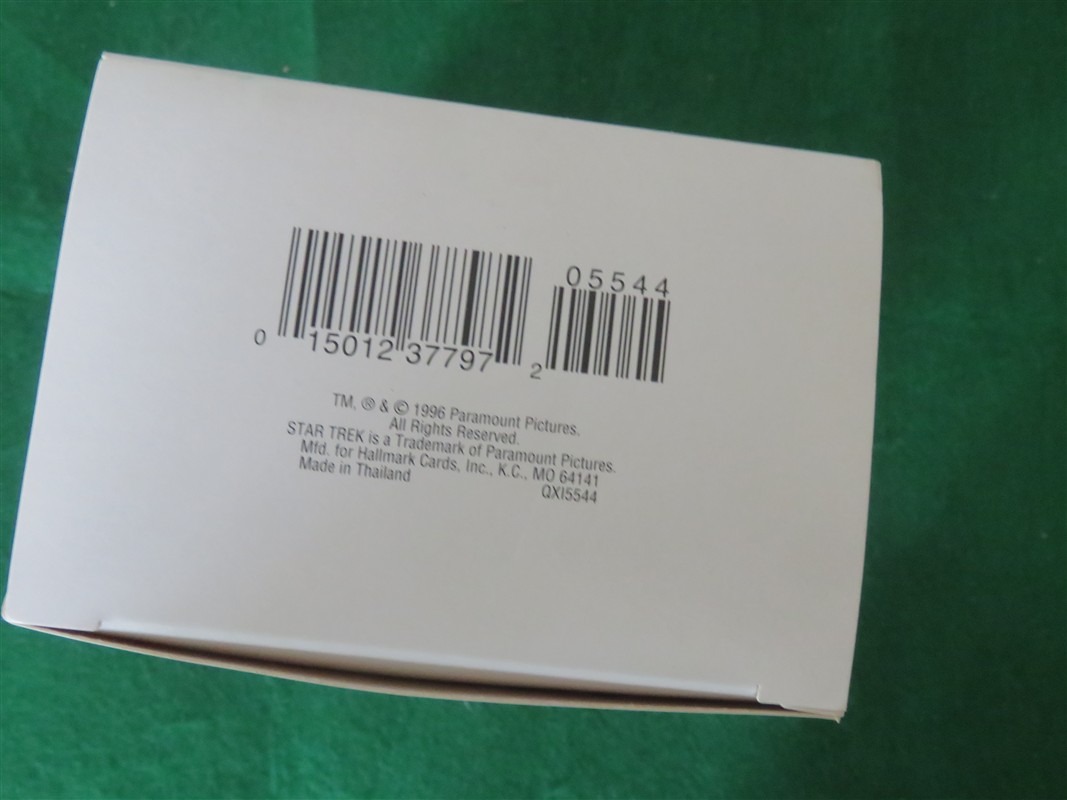 05544
0 15012 37797 2
TM, ® & © 1996 Paramount Pictures.
All Rights Reserved.
STAR TREK is a Trademark of Paramount Pictures.
Mfd. for Hallmark Cards, Inc., K.C., MO 64141
Made in Thailand QXI5544